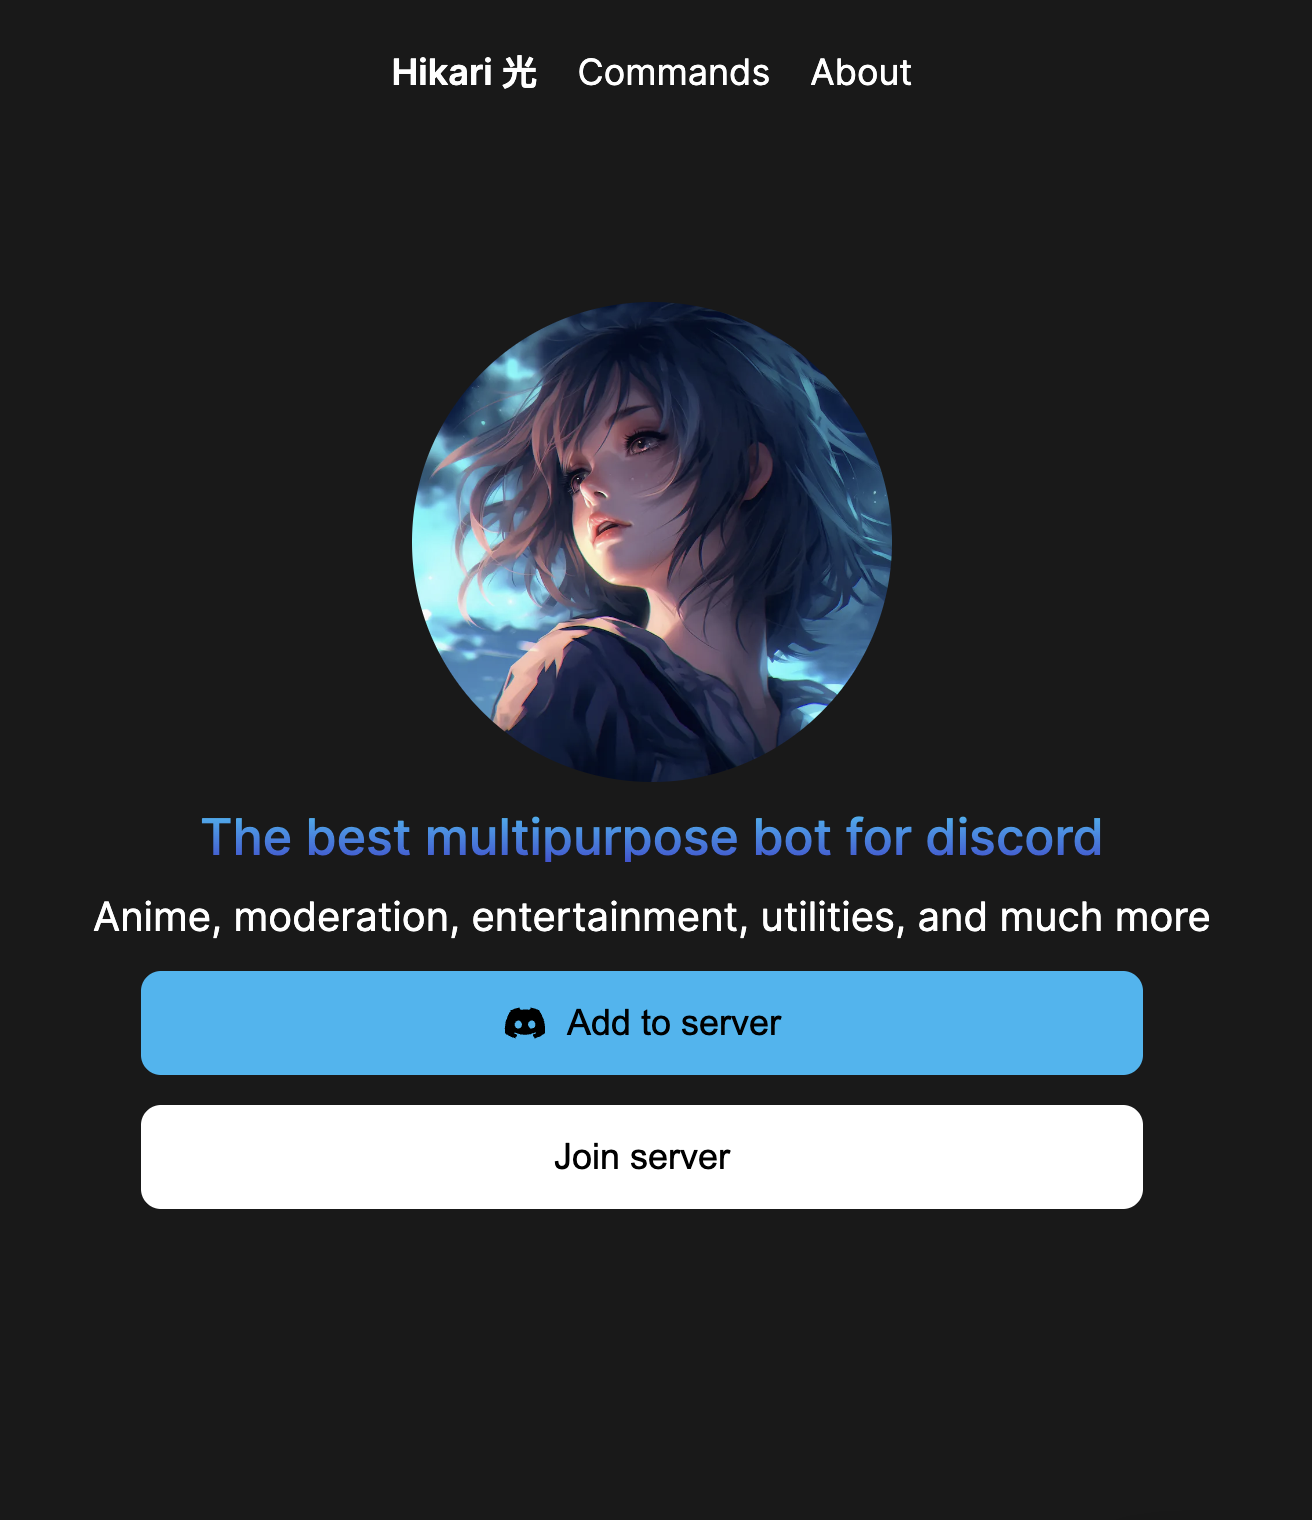 Hikari 光 Commands About
The best multipurpose bot for discord
Anime, moderation, entertainment, utilities, and much more
Add to server
Join server